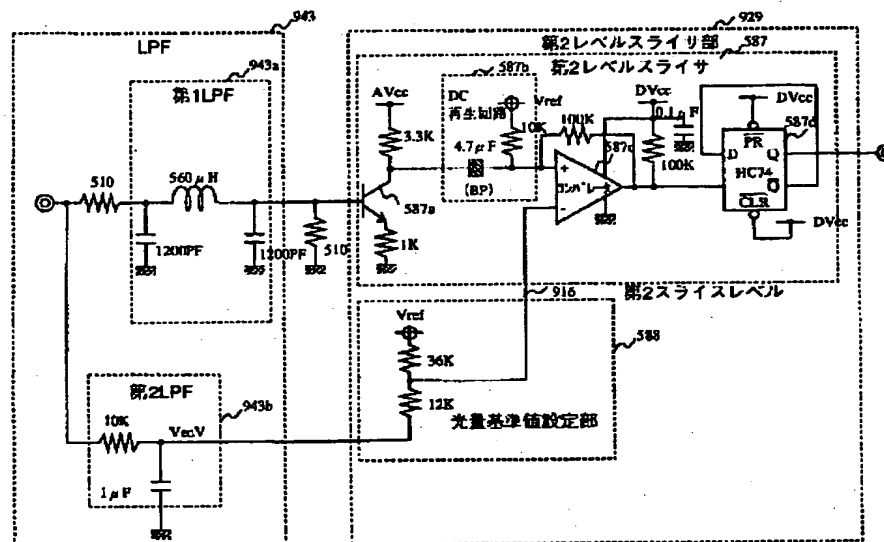 943
LPF
943a
第1LPF
510
560μH
1200PF
1200PF
510
第2LPF
943b
10K
Vec.V
1μF
929
第2レベルスライサ部
587
第2レベルスライサ
587b
DC
再生回路
Vref
10K
4.7μF
(BP)
AVcc
3.3K
587a
1K
100K
587c
コンパレータ
DVcc
0.1μF
100K
DVcc
587d
PR
D
Q
HC74
Q
CLR
DVcc
第2スライスレベル
916
588
Vref
36K
12K
光量基準値設定部